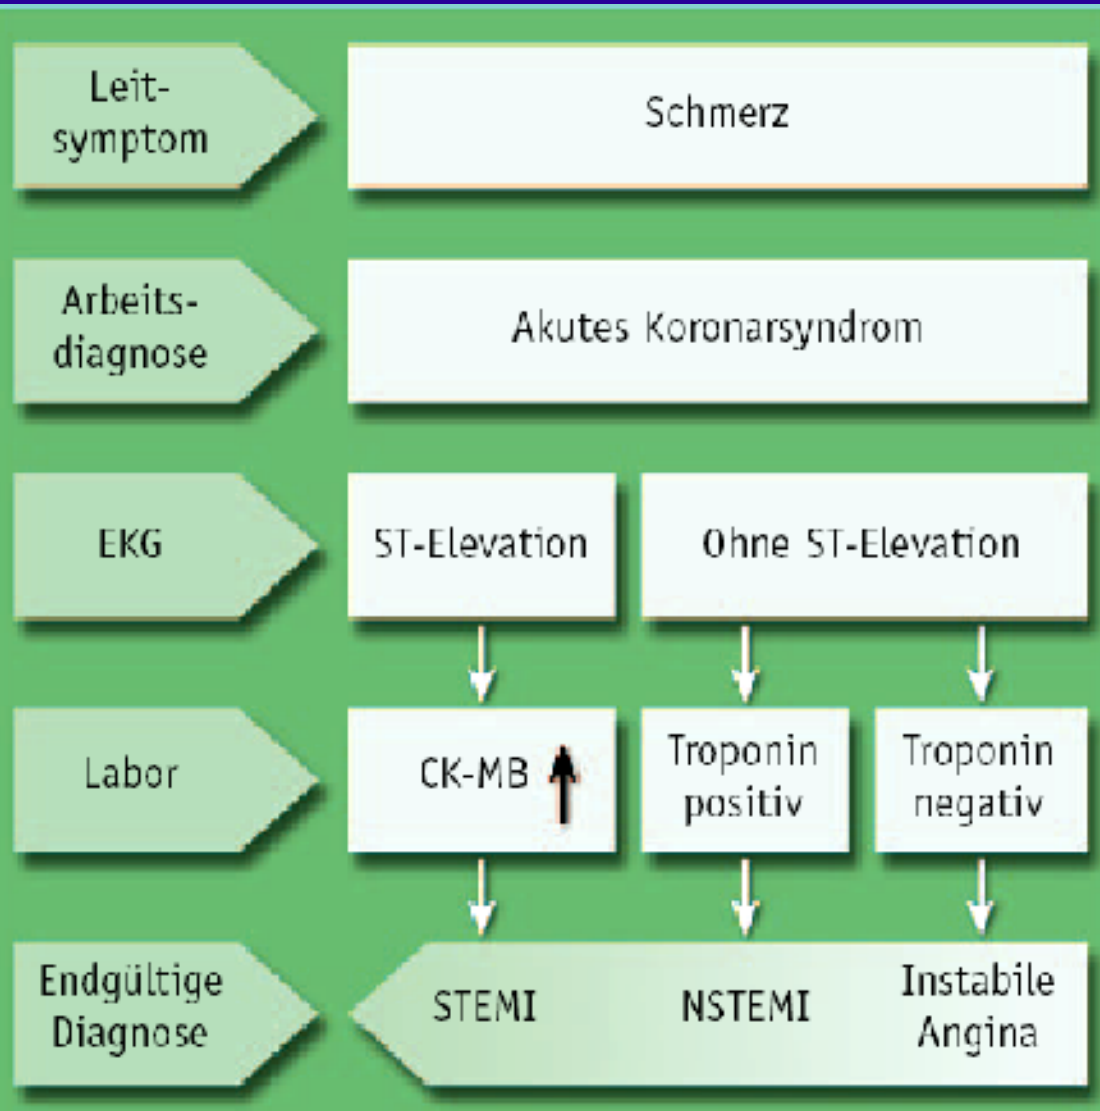 Leit-
symptom
Schmerz
Arbeits-
diagnose
Akutes Koronarsyndrom
EKG
ST-Elevation
Ohne ST-Elevation
Labor
CK-MB
Troponin
positiv
Troponin
negativ
Endgültige
Diagnose
STEMI
NSTEMI
Instabile
Angina